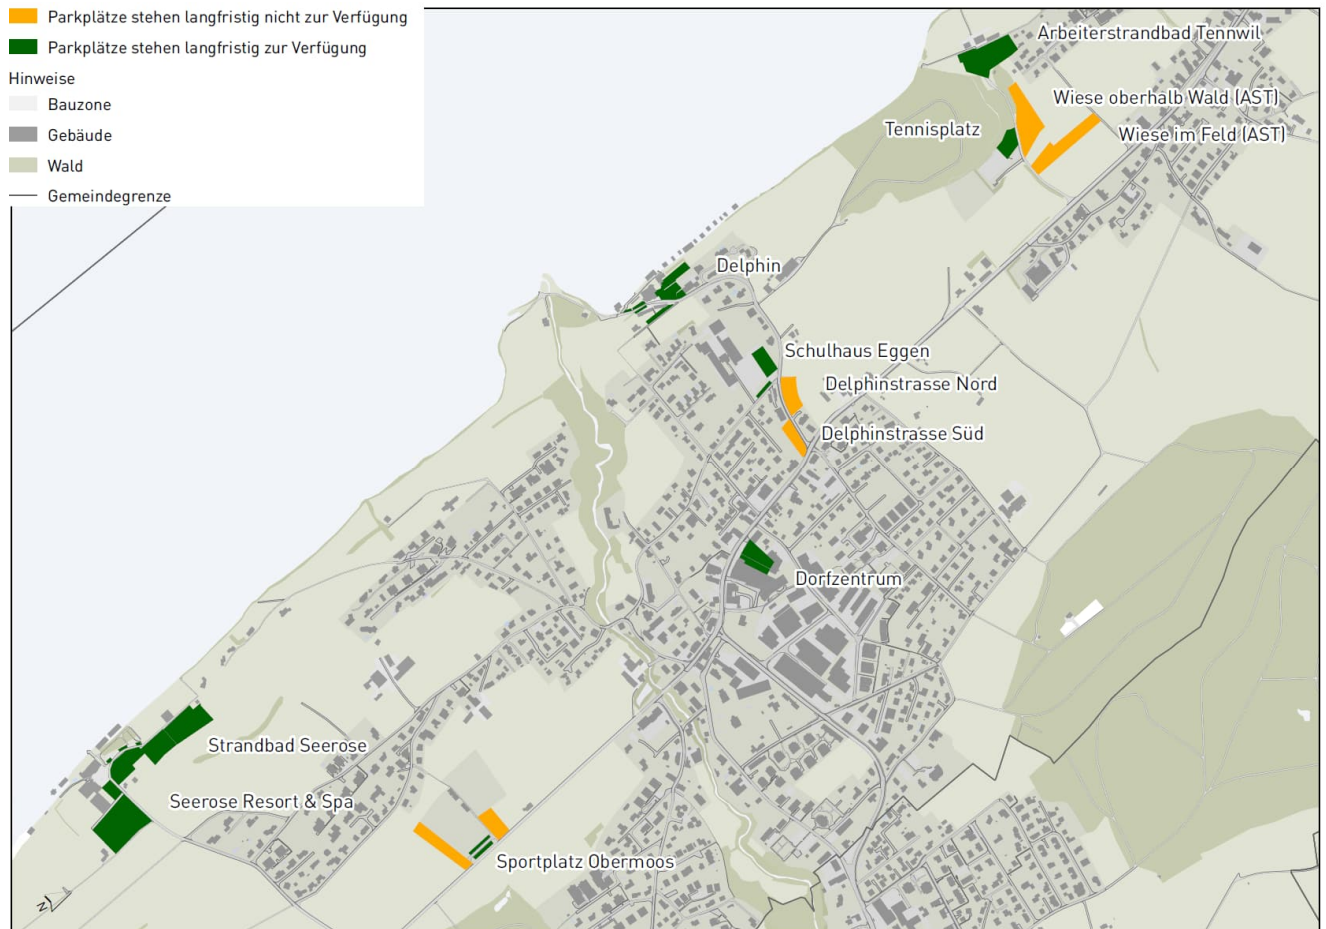 Parkplätze stehen langfristig nicht zur Verfügung
Parkplätze stehen langfristig zur Verfügung
Hinweise
Bauzone
Gebäude
Wald
Gemeindegrenze
Arbeiterstrandbad Tennwil
Wiese oberhalb Wald (AST)
Tennisplatz
Wiese im Feld (AST)
Delphin
Schulhaus Eggen
Delphinstrasse Nord
Delphinstrasse Süd
Dorfzentrum
Strandbad Seerose
Seerose Resort & Spa
Sportplatz Obermoos
N